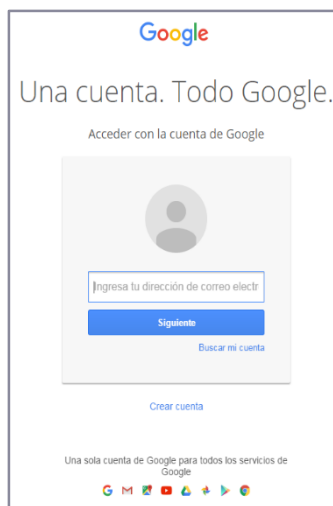 Google
Una cuenta. Todo Google.
Acceder con la cuenta de Google
Ingresa tu dirección de correo electr
Siguiente
Buscar mi cuenta
Crear cuenta
Una sola cuenta de Google para todos los servicios de
Google